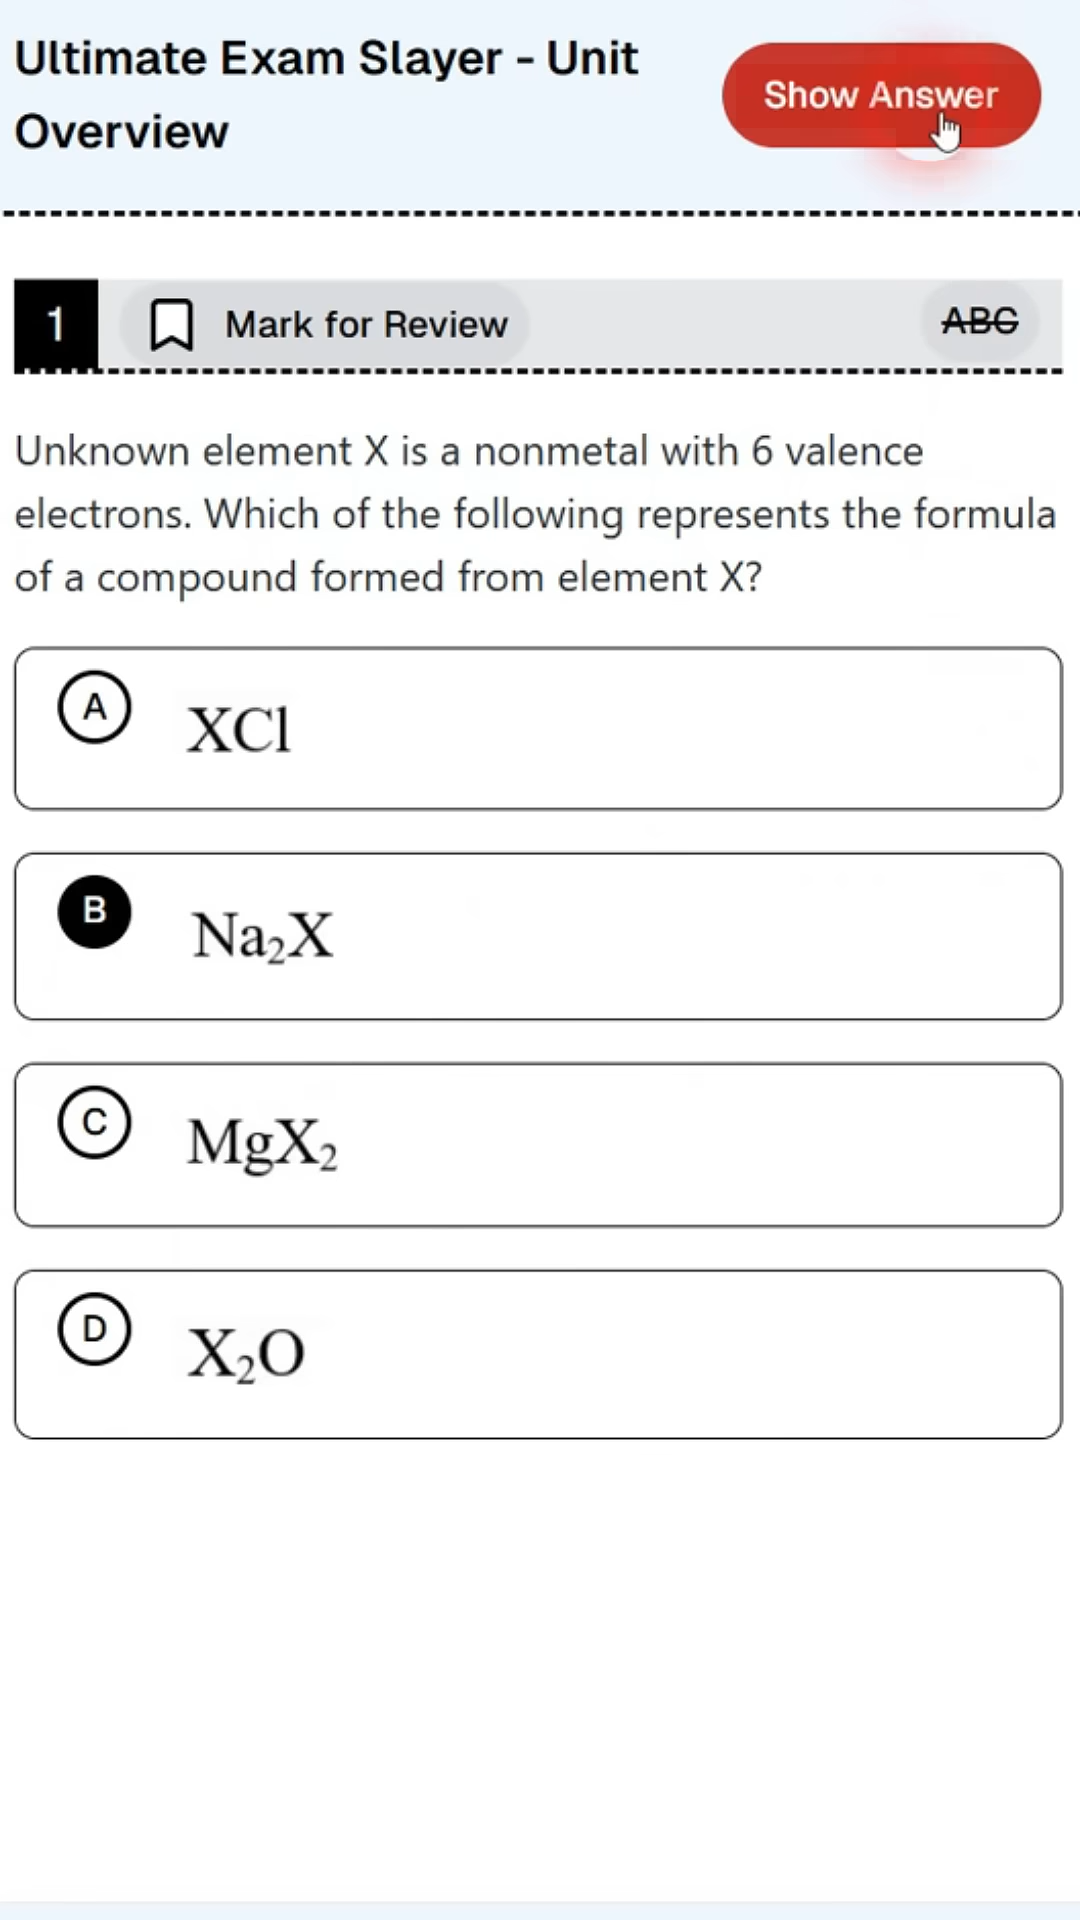 Ultimate Exam Slayer - Unit
Overview
Show Answer
1
Mark for Review
ABC
Unknown element X is a nonmetal with 6 valence
electrons. Which of the following represents the formula
of a compound formed from element X?
A XCl
B Na₂X
C MgX₂
D X₂O